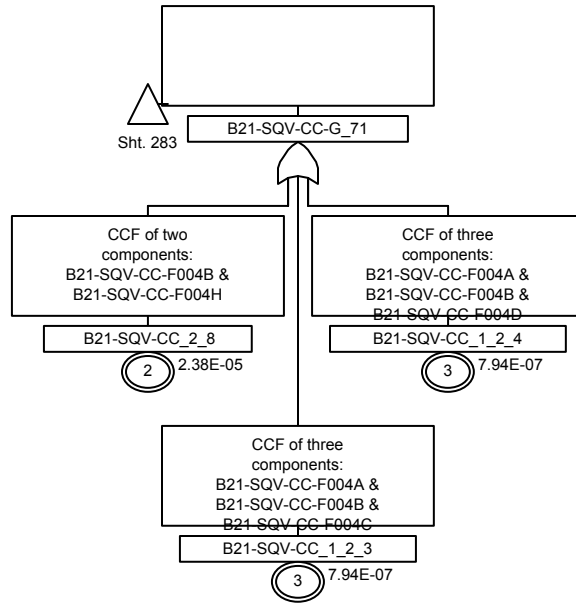 Sht. 283
B21-SQV-CC-G_71
CCF of two
components:
B21-SQV-CC-F004B &
B21-SQV-CC-F004H
B21-SQV-CC_2_8
2
2.38E-05
CCF of three
components:
B21-SQV-CC-F004A &
B21-SQV-CC-F004B &
B21-SQV-CC-F004D
B21-SQV-CC_1_2_4
3
7.94E-07
CCF of three
components:
B21-SQV-CC-F004A &
B21-SQV-CC-F004B &
B21-SQV-CC-F004C
B21-SQV-CC_1_2_3
3
7.94E-07